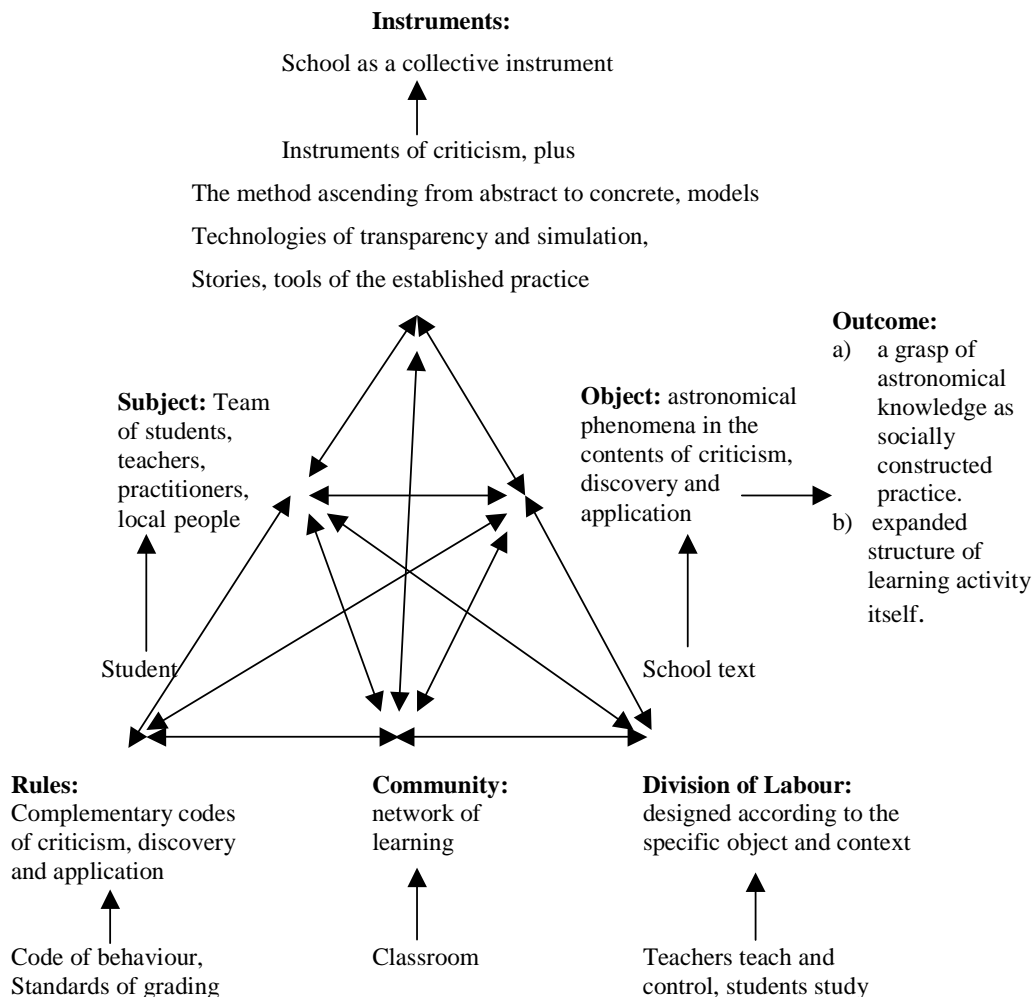 Instruments:
School as a collective instrument
Instruments of criticism, plus
The method ascending from abstract to concrete, models
Technologies of transparency and simulation,
Stories, tools of the established practice
Subject: Team
of students,
teachers,
practitioners,
local people
Student
Object: astronomical
phenomena in the
contents of criticism,
discovery and
application
School text
Outcome:
a) a grasp of
astronomical
knowledge as
socially
constructed
practice.
b) expanded
structure of
learning activity
itself.
Rules:
Complementary codes
of criticism, discovery
and application
Code of behaviour,
Standards of grading
Community:
network of
learning
Classroom
Division of Labour:
designed according to the
specific object and context
Teachers teach and
control, students study